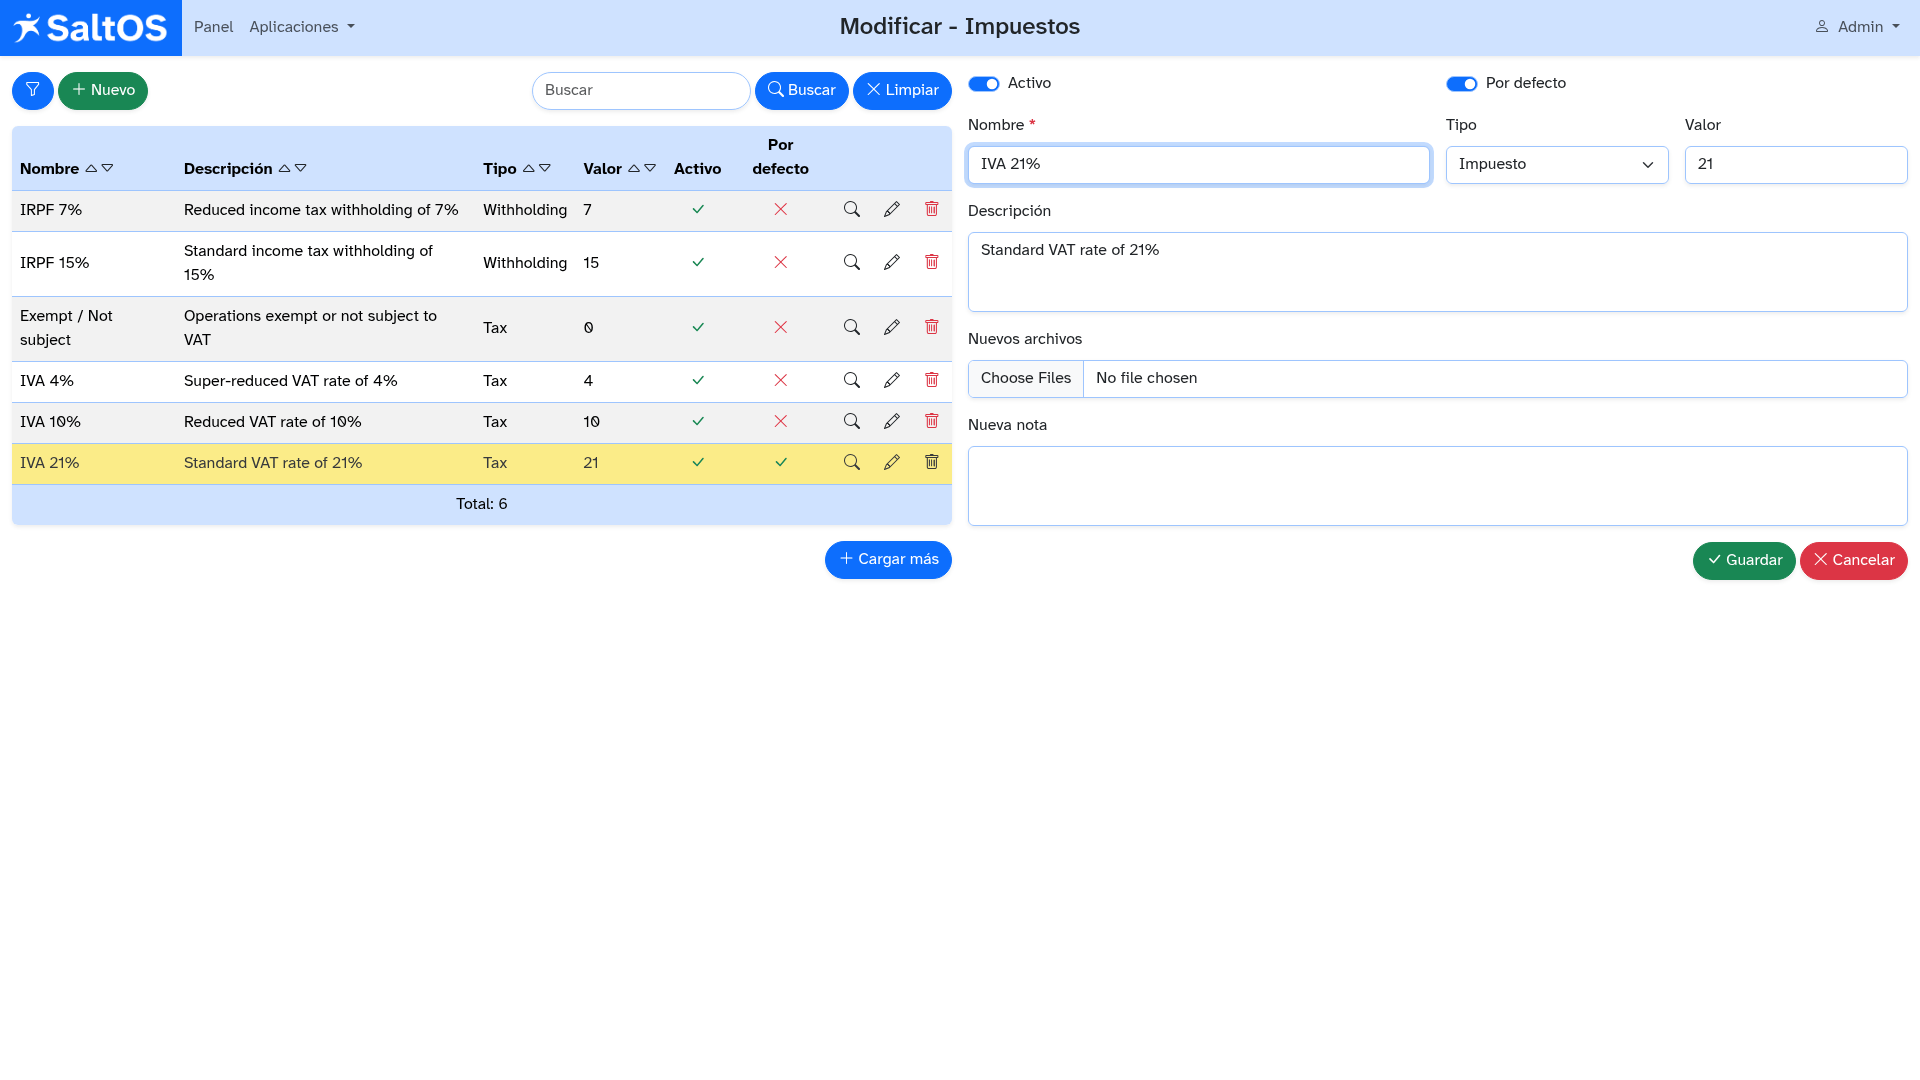 SaltOS Panel Aplicaciones Modificar - Impuestos Admin
Nuevo Buscar Buscar Limpiar
Nombre Descripción Tipo Valor Activo Por defecto
IRPF 7% Reduced income tax withholding of 7% Withholding 7
IRPF 15% Standard income tax withholding of 15% Withholding 15
Exempt / Not subject Operations exempt or not subject to VAT Tax 0
IVA 4% Super-reduced VAT rate of 4% Tax 4
IVA 10% Reduced VAT rate of 10% Tax 10
IVA 21% Standard VAT rate of 21% Tax 21
Total: 6
Cargar más
Activo Por defecto
Nombre * Tipo Valor
IVA 21% Impuesto 21
Descripción
Standard VAT rate of 21%
Nuevos archivos
Choose Files No file chosen
Nueva nota
Guardar Cancelar